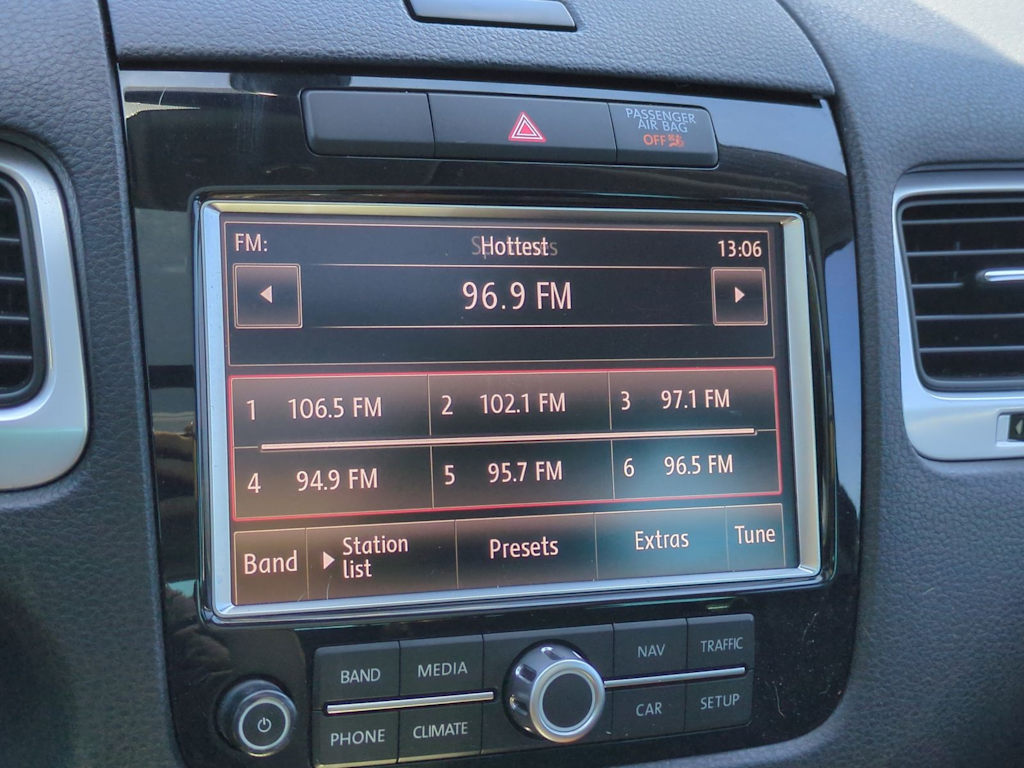 PASSENGER
AIR BAG
OFF
FM: Hottest 13:06
96.9 FM
1 106.5 FM 2 102.1 FM 3 97.1 FM
4 94.9 FM 5 95.7 FM 6 96.5 FM
Band Station list Presets Extras Tune
BAND MEDIA NAV TRAFFIC
PHONE CLIMATE CAR SETUP